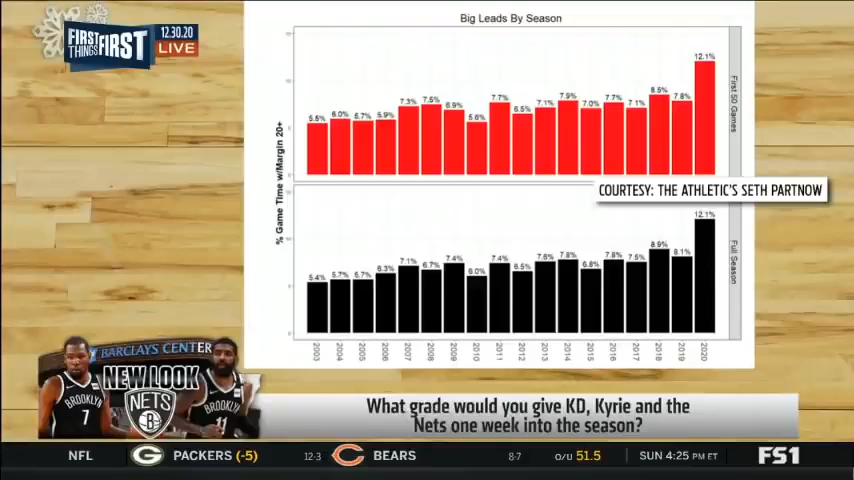 FIRST
THINGS
FIRST
12.30.20
LIVE
Big Leads By Season
% Game Time w/Margin 20+
5.5% 6.0% 5.7% 5.9% 7.3% 7.5% 6.9% 5.6% 7.7% 6.5% 7.1% 7.9% 7.0% 7.7% 7.1% 8.5% 7.8% 12.1%
First 50 Games
COURTESY: THE ATHLETIC'S SETH PARTNOW
5.4% 5.7% 5.7% 6.3% 7.1% 6.7% 7.4% 6.0% 7.4% 6.5% 7.6% 7.8% 6.8% 7.8% 7.5% 8.9% 8.1% 12.1%
Full Season
2003 2004 2005 2006 2007 2008 2009 2010 2011 2012 2013 2014 2015 2016 2017 2018 2019 2020
BARCLAYS CENTER
NEW LOOK
NETS
B
BROOKLYN
7
BROOKLYN
11
What grade would you give KD, Kyrie and the
Nets one week into the season?
NFL G PACKERS (-5) 12-3 C BEARS 8-7 O/U 51.5 SUN 4:25 PM ET FS1